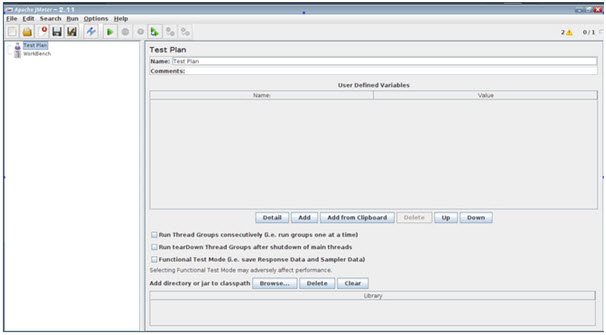 Apache JMeter - 2.11
File Edit Search Run Options Help
2 0 / 1
Test Plan
WorkBench
Test Plan
Name: Test Plan
Comments:
User Defined Variables
Name: Value
Detail Add Add from Clipboard Delete Up Down
Run Thread Groups consecutively (i.e. run groups one at a time)
Run tearDown Thread Groups after shutdown of main threads
Functional Test Mode (i.e. save Response Data and Sampler Data)
Selecting Functional Test Mode may adversely affect performance.
Add directory or jar to classpath Browse... Delete Clear
Library